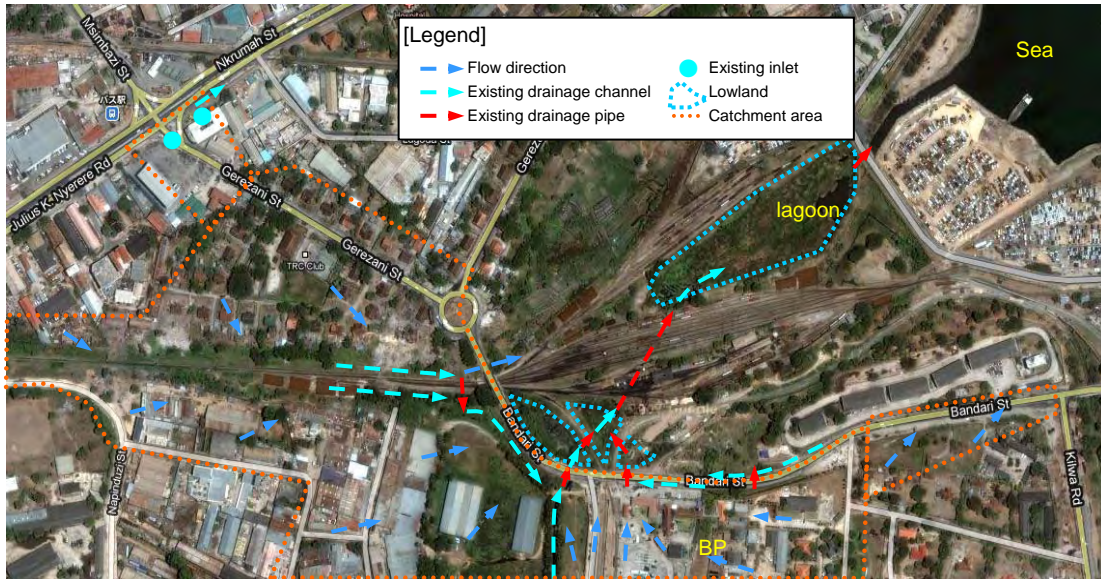 [Legend]
Flow direction
Existing drainage channel
Existing drainage pipe
Existing inlet
Lowland
Catchment area
Sea
Msimbazi St
Nkrumah St
バス駅
Julius K. Nyerere Rd
Gerezani St
Gerezani St
TRC Club
lagoon
Bandari St
Bandari St
Bandari St
Kilwa Rd
Napinduzi St
BP